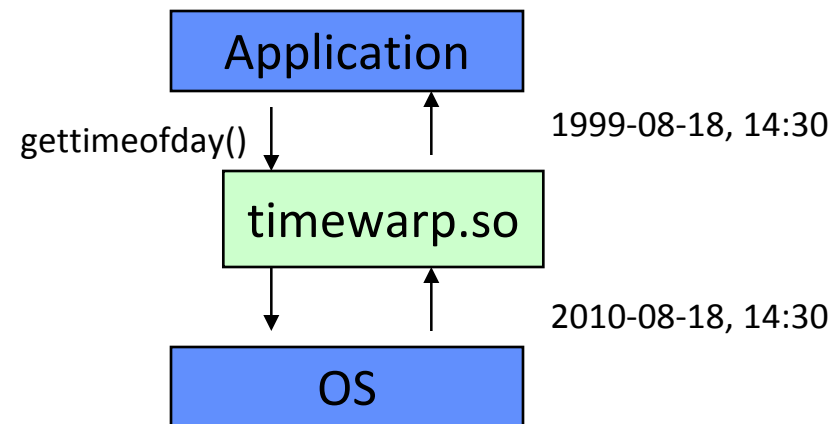 Application
gettimeofday()
1999-08-18, 14:30
timewarp.so
2010-08-18, 14:30
OS